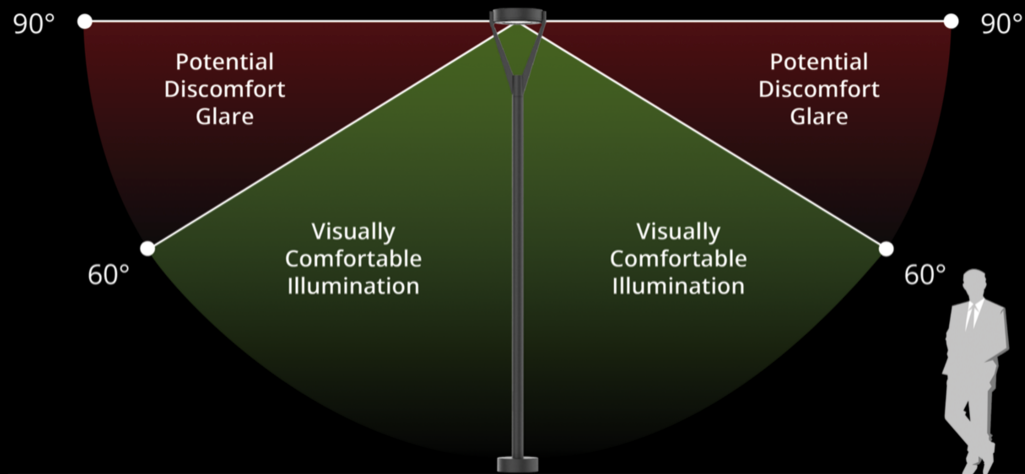 90°
90°
Potential
Discomfort
Glare
Potential
Discomfort
Glare
Visually
Comfortable
Illumination
Visually
Comfortable
Illumination
60°
60°